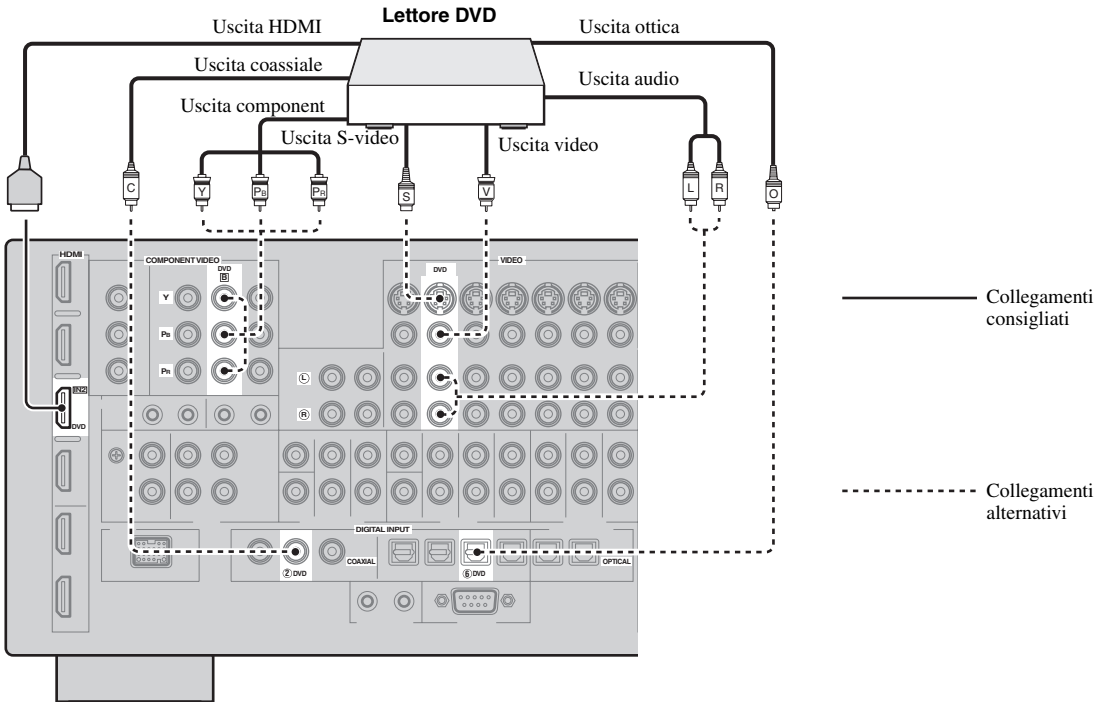 Lettore DVD
Uscita HDMI
Uscita ottica
Uscita coassiale
Uscita audio
Uscita component
Uscita S-video
Uscita video
C
Y
PB
PR
S
V
L
R
O
HDMI
COMPONENT VIDEO
DVD
B
VIDEO
DVD
Y
PB
PR
L
R
IN2
DVD
DIGITAL INPUT
COAXIAL
OPTICAL
② DVD
⑥ DVD
Collegamenti
consigliati
Collegamenti
alternativi